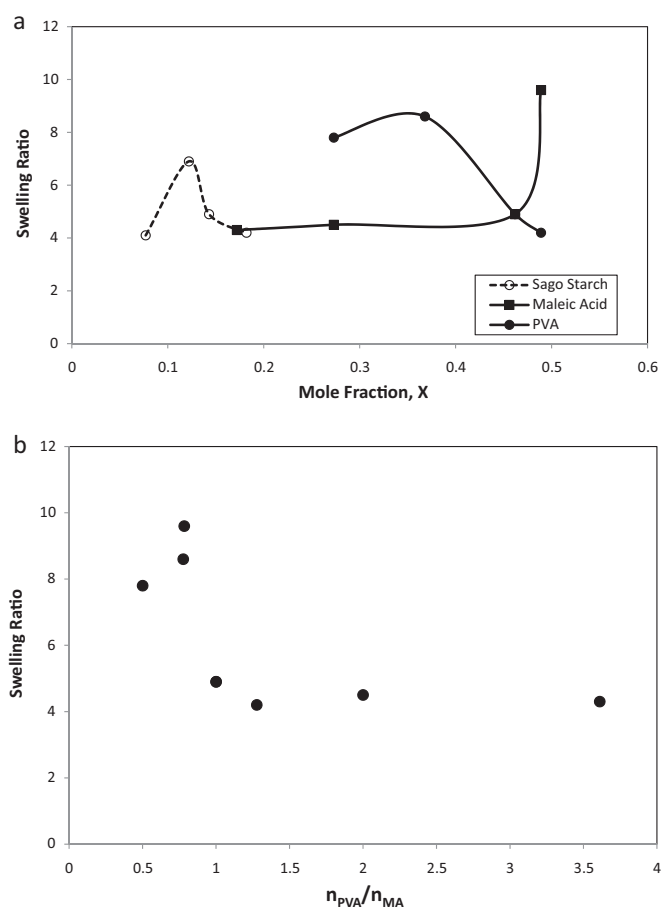 a
12
10
8
6
4
2
0
Swelling Ratio
0 0.1 0.2 0.3 0.4 0.5 0.6
Mole Fraction, X
Sago Starch
Maleic Acid
PVA
b
12
10
8
6
4
2
0
Swelling Ratio
0 0.5 1 1.5 2 2.5 3 3.5 4
nPVA/nMA